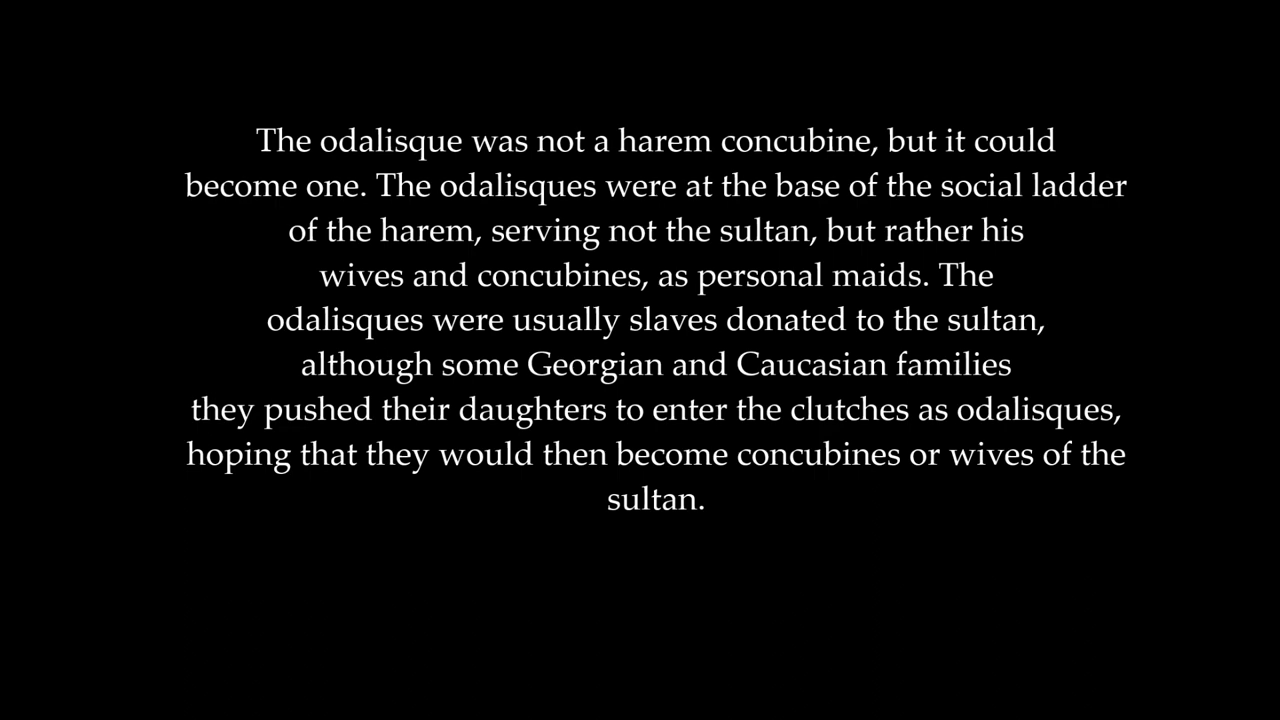 The odalisque was not a harem concubine, but it could
become one. The odalisques were at the base of the social ladder
of the harem, serving not the sultan, but rather his
wives and concubines, as personal maids. The
odalisques were usually slaves donated to the sultan,
although some Georgian and Caucasian families
they pushed their daughters to enter the clutches as odalisques,
hoping that they would then become concubines or wives of the
sultan.